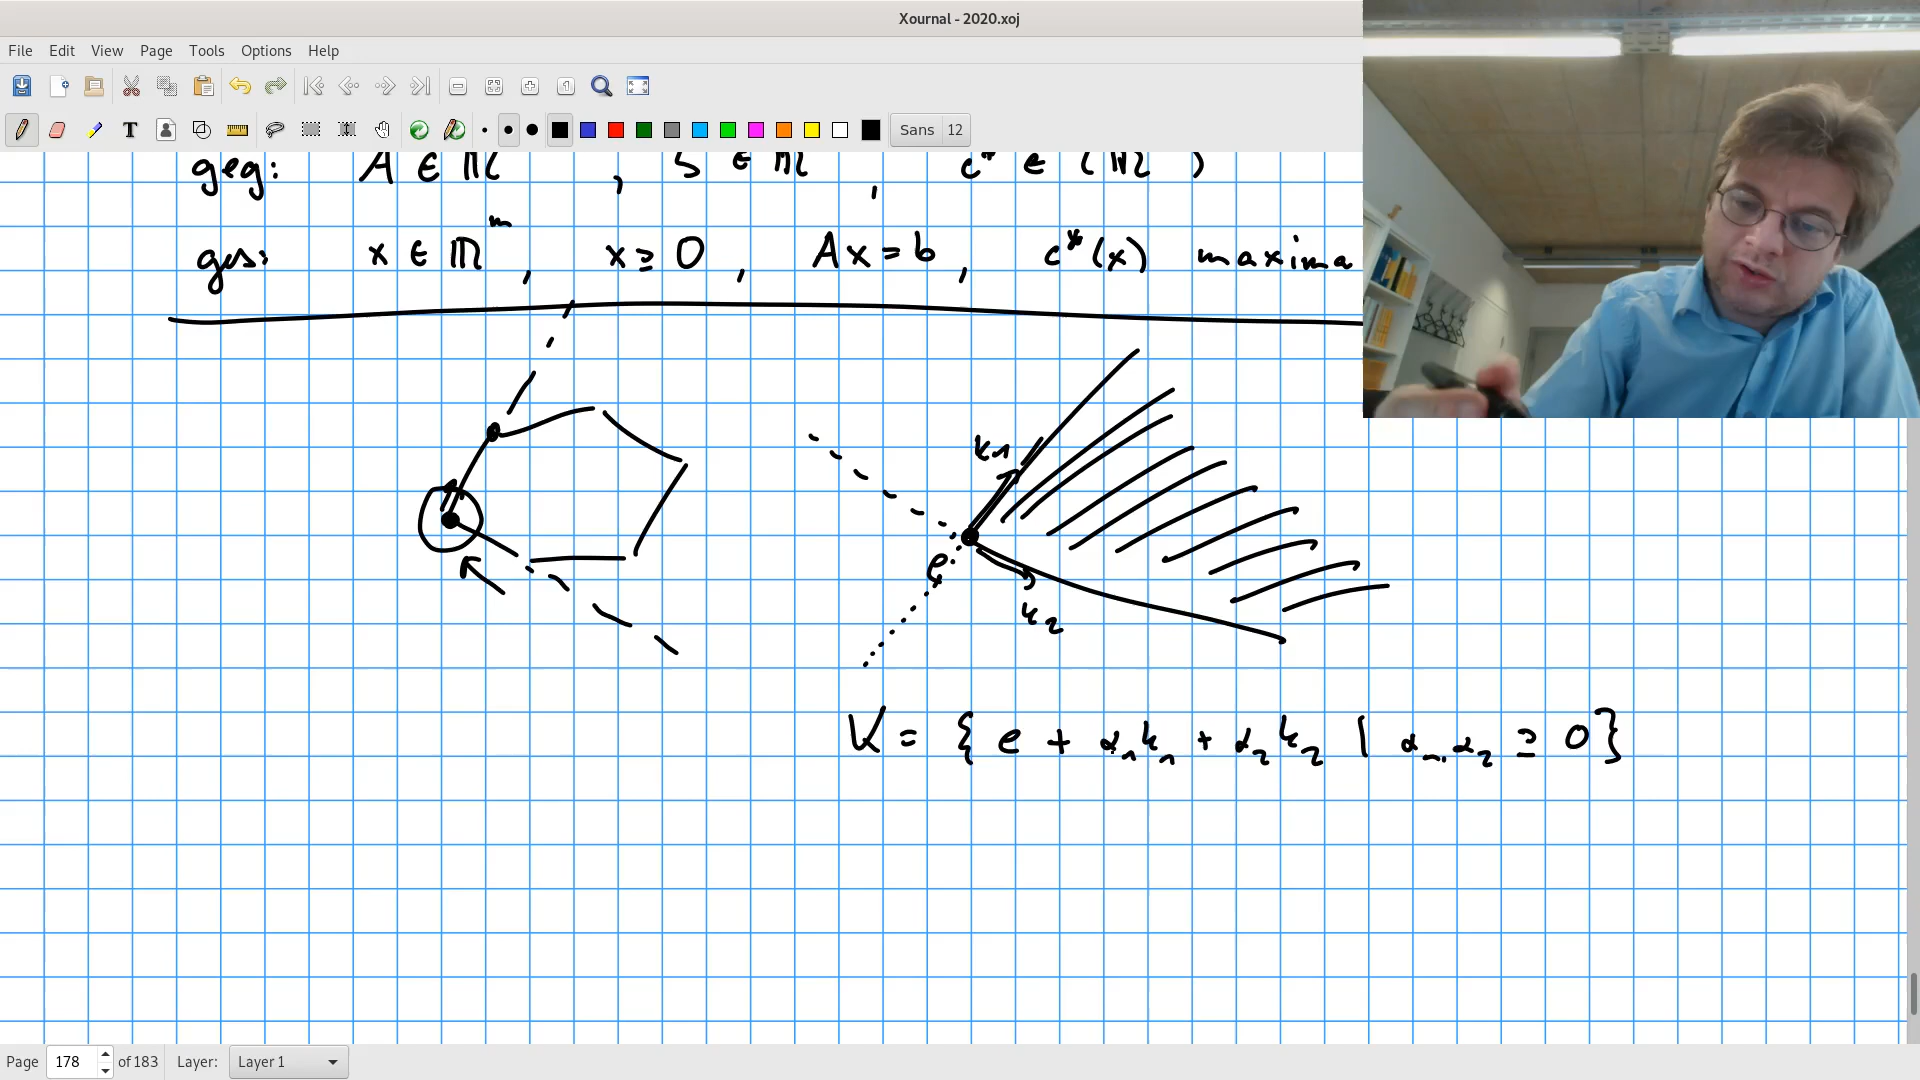 Xournal - 2020.xoj
File Edit View Page Tools Options Help
T Sans 12
geg: A ∈ , b ∈ , c* ∈ ( )
ges: x ∈ ℝ^m, x ≥ 0, Ax = b, c*(x) maxima
k₁
e
k₂
K = { e + α₁k₁ + α₂k₂ | α₁, α₂ ≥ 0 }
Page 178 of 183 Layer: Layer 1